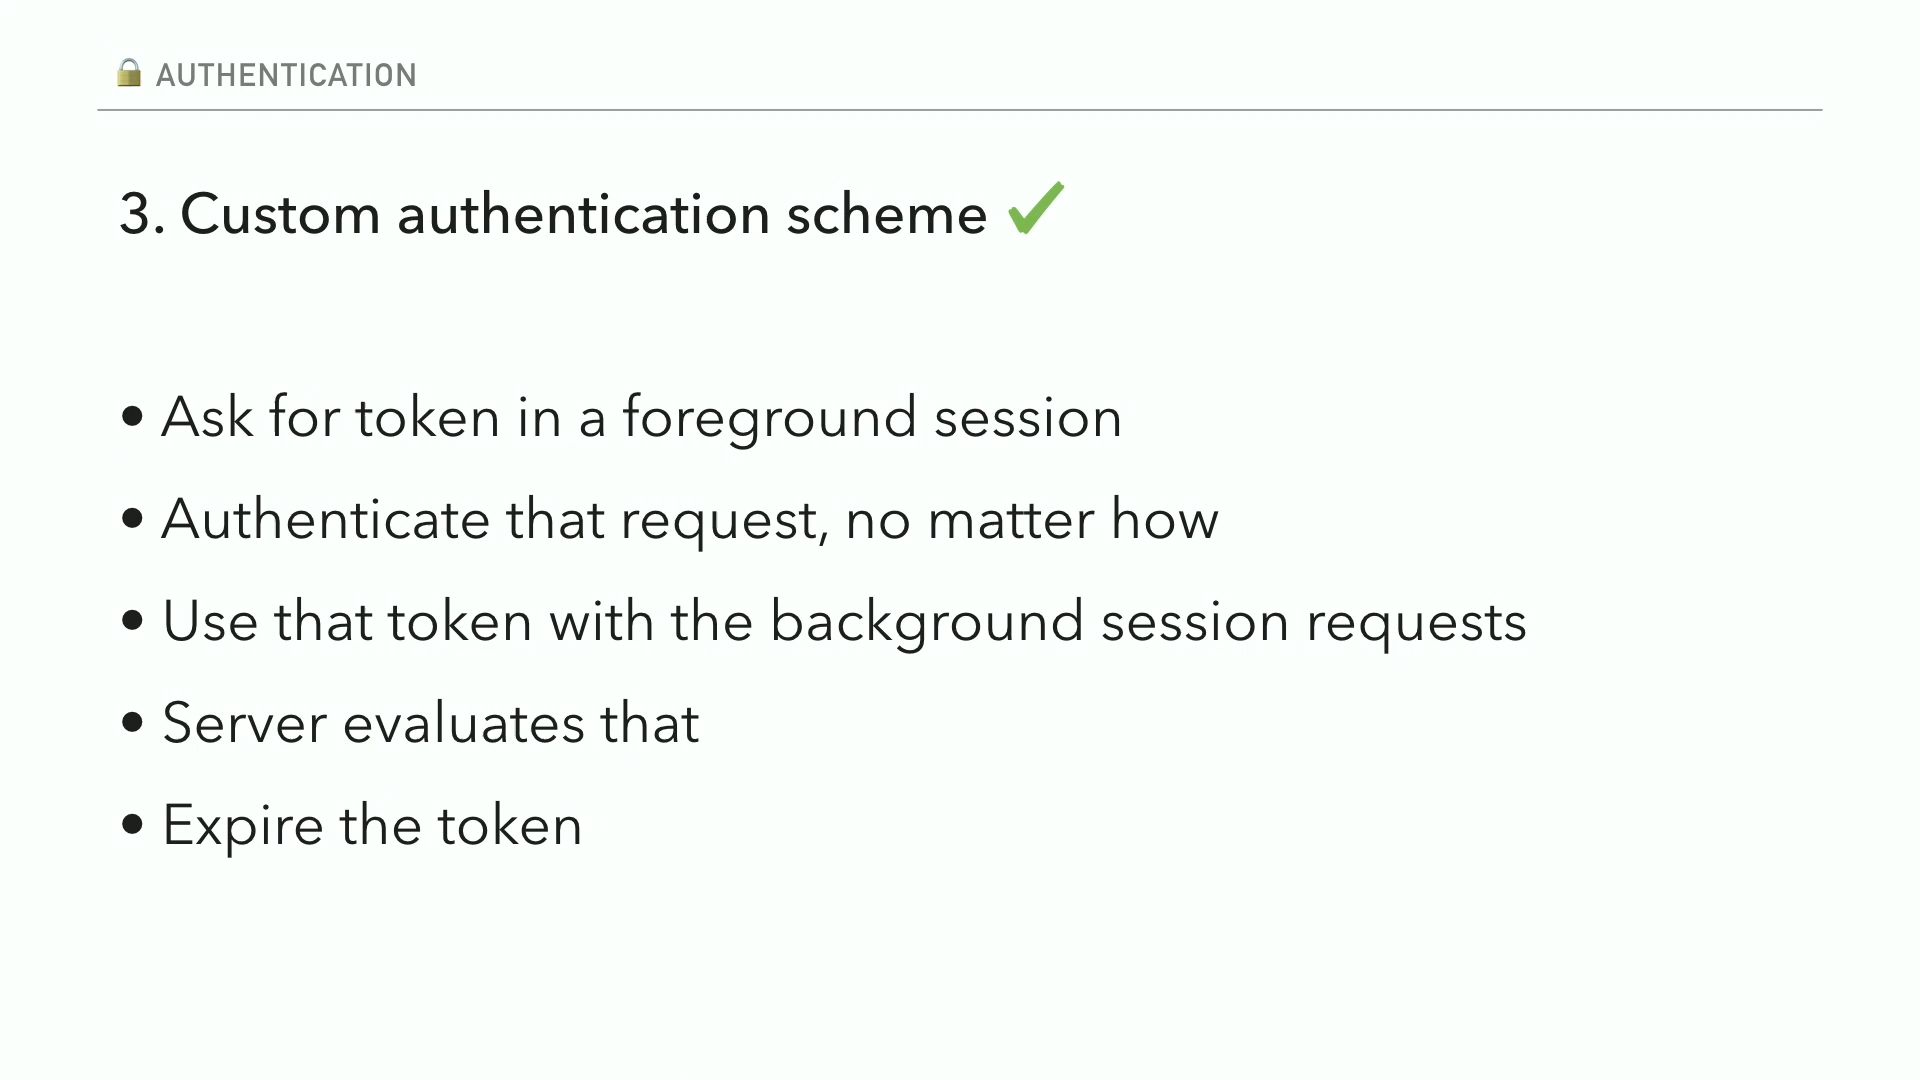 AUTHENTICATION
3. Custom authentication scheme
• Ask for token in a foreground session
• Authenticate that request, no matter how
• Use that token with the background session requests
• Server evaluates that
• Expire the token